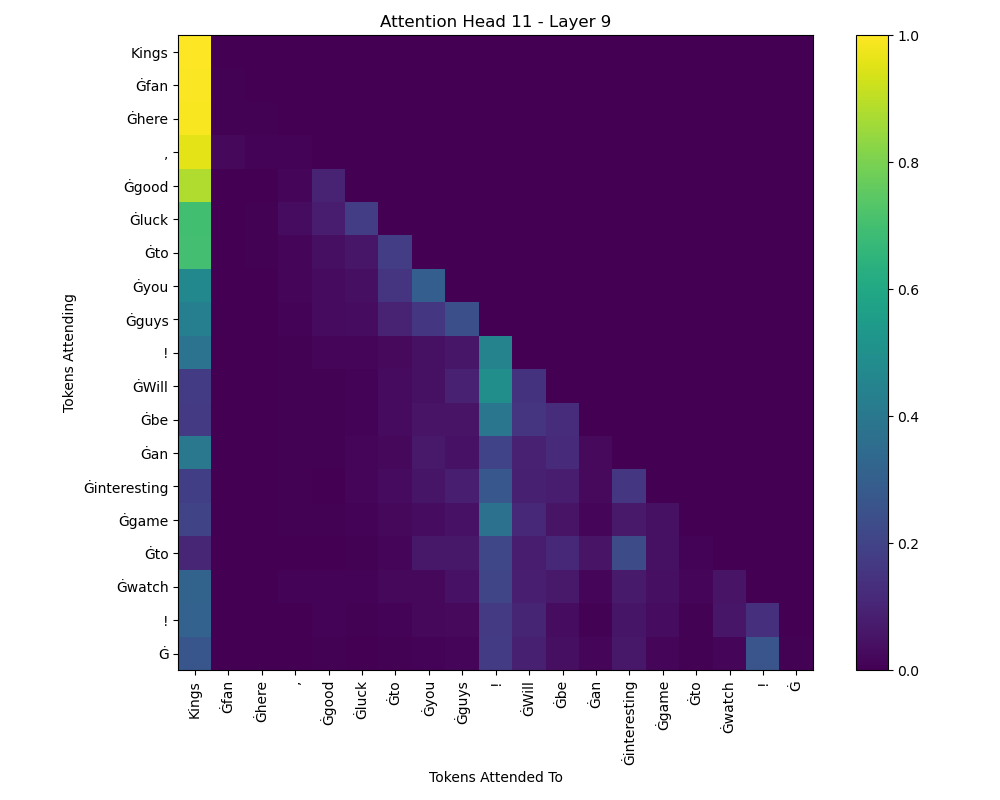 Attention Head 11 - Layer 9
Tokens Attending
Kings
Ġfan
Ġhere
,
Ġgood
Ġluck
Ġto
Ġyou
Ġguys
!
ĠWill
Ġbe
Ġan
Ġinteresting
Ġgame
Ġto
Ġwatch
!
Ġ
Kings
Ġfan
Ġhere
,
Ġgood
Ġluck
Ġto
Ġyou
Ġguys
!
ĠWill
Ġbe
Ġan
Ġinteresting
Ġgame
Ġto
Ġwatch
!
Ġ
Tokens Attended To
1.0
0.8
0.6
0.4
0.2
0.0